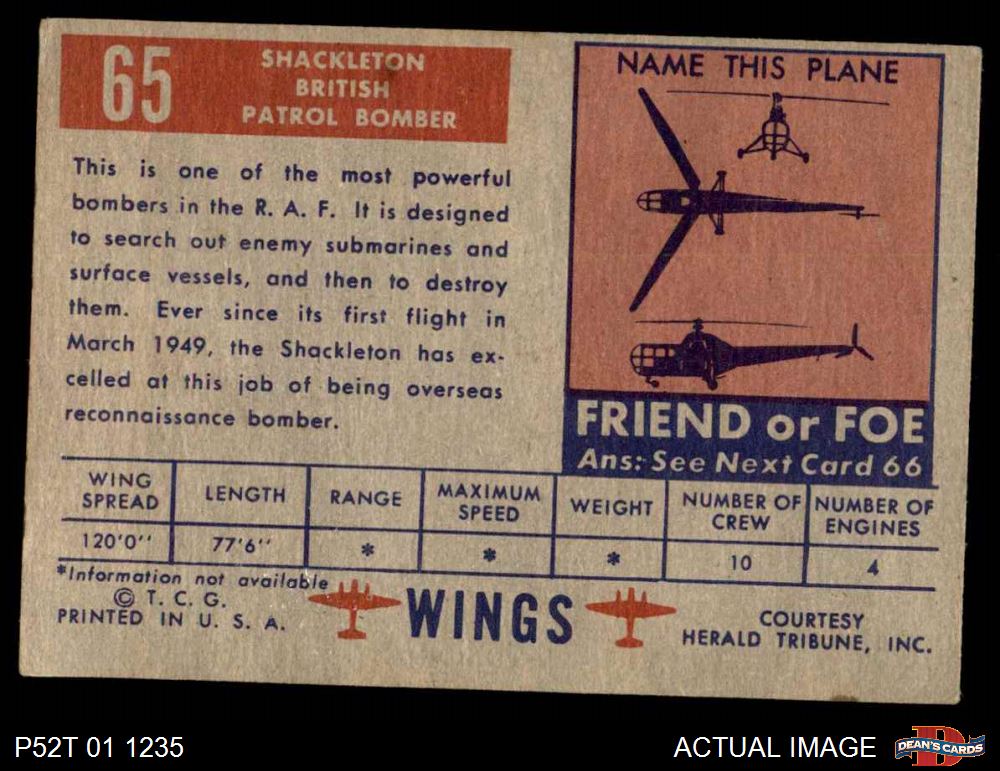 65
SHACKLETON
BRITISH
PATROL BOMBER
This is one of the most powerful
bombers in the R. A. F. It is designed
to search out enemy submarines and
surface vessels, and then to destroy
them. Ever since its first flight in
March 1949, the Shackleton has ex-
celled at this job of being overseas
reconnaissance bomber.
NAME THIS PLANE
FRIEND or FOE
Ans: See Next Card 66
WING SPREAD LENGTH RANGE MAXIMUM SPEED WEIGHT NUMBER OF CREW NUMBER OF ENGINES
120'0'' 77'6'' * * * 10 4
*Information not available
© T. C. G.
PRINTED IN U. S. A.
WINGS
COURTESY
HERALD TRIBUNE, INC.
P52T 01 1235
ACTUAL IMAGE
D
DEAN'S CARDS